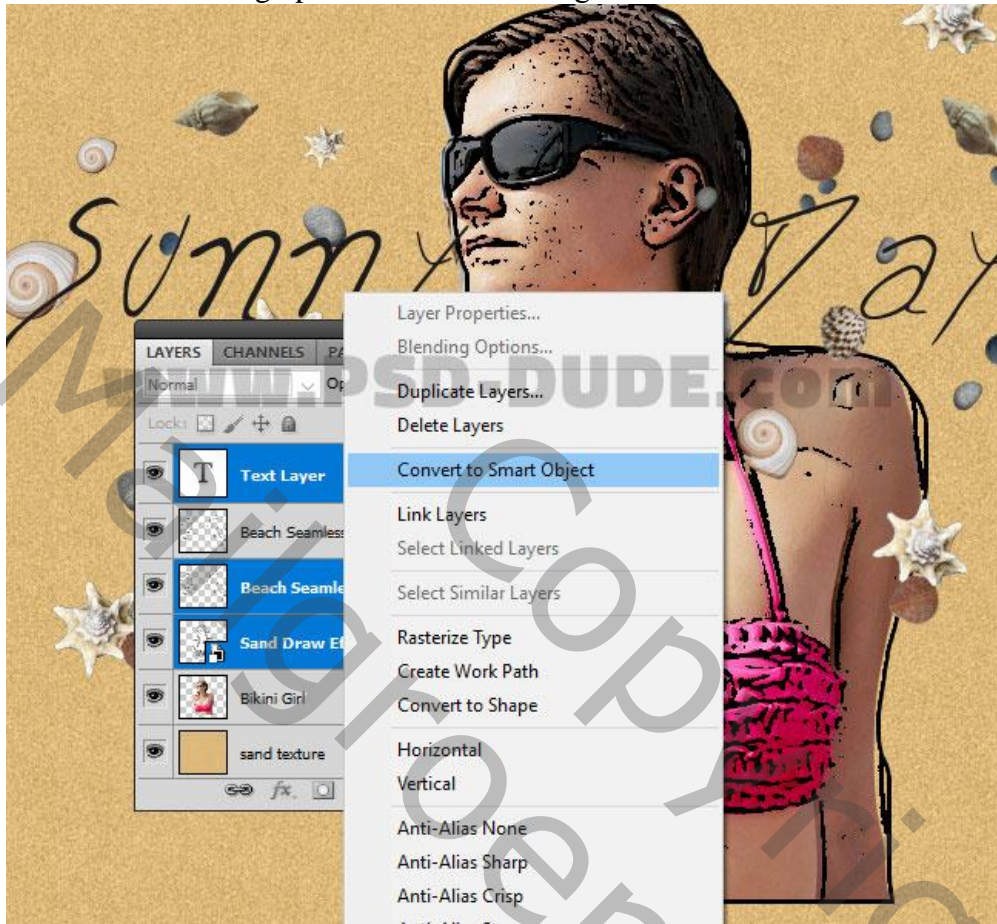 Sunny Day
Layer Properties...
Blending Options...
Duplicate Layers...
Delete Layers
Convert to Smart Object
Link Layers
Select Linked Layers
Select Similar Layers
Rasterize Type
Create Work Path
Convert to Shape
Horizontal
Vertical
Anti-Alias None
Anti-Alias Sharp
Anti-Alias Crisp
LAYERS CHANNELS PA
WWW.PSD-DUDE.com
Normal Op
Lock:
T Text Layer
Beach Seamless
Beach Seamle
Sand Draw Ef
Bikini Girl
sand texture
fx.